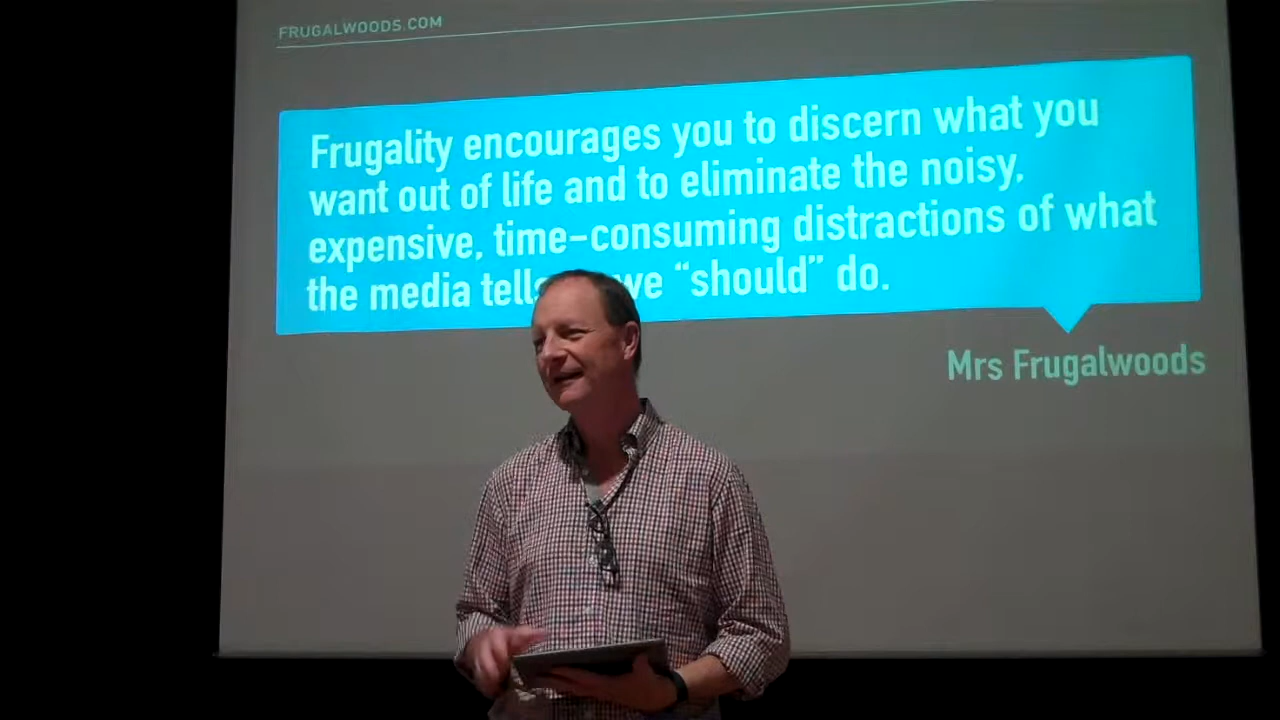 FRUGALWOODS.COM
Frugality encourages you to discern what you
want out of life and to eliminate the noisy,
expensive, time-consuming distractions of what
the media tells we “should” do.
Mrs Frugalwoods